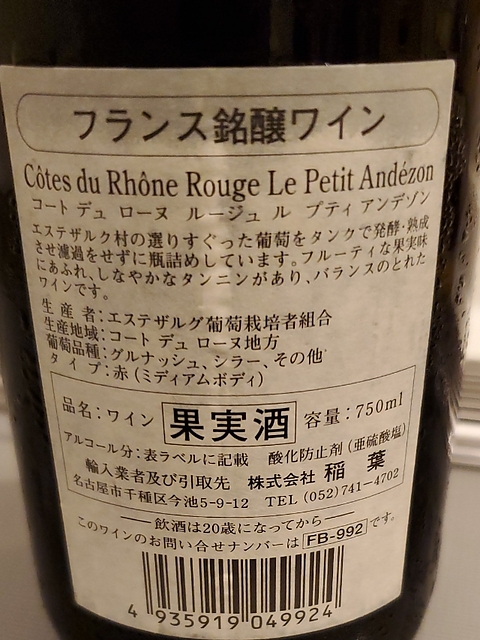 フランス銘醸ワイン
Côtes du Rhône Rouge Le Petit Andézon
コート デュ ローヌ ルージュ ル プティ アンデゾン
エステザルク村の選りすぐった葡萄をタンクで発酵・熟成
させ濾過をせずに瓶詰めしています。フルーティな果実味
にあふれ、しなやかなタンニンがあり、バランスのとれた
ワインです。
生 産 者：エステザルグ葡萄栽培者組合
生産地域：コート デュ ローヌ地方
葡萄品種：グルナッシュ、シラー、その他
タ イ プ：赤（ミディアムボディ）
品名：ワイン 果実酒 容量：750ml
アルコール分：表ラベルに記載 酸化防止剤（亜硫酸塩）
輸入業者及び引取先 株式会社 稲葉
名古屋市千種区今池5-9-12 TEL (052)741-4702
飲酒は20歳になってから
このワインのお問い合せナンバーは FB-992 です。
4 935919 049924